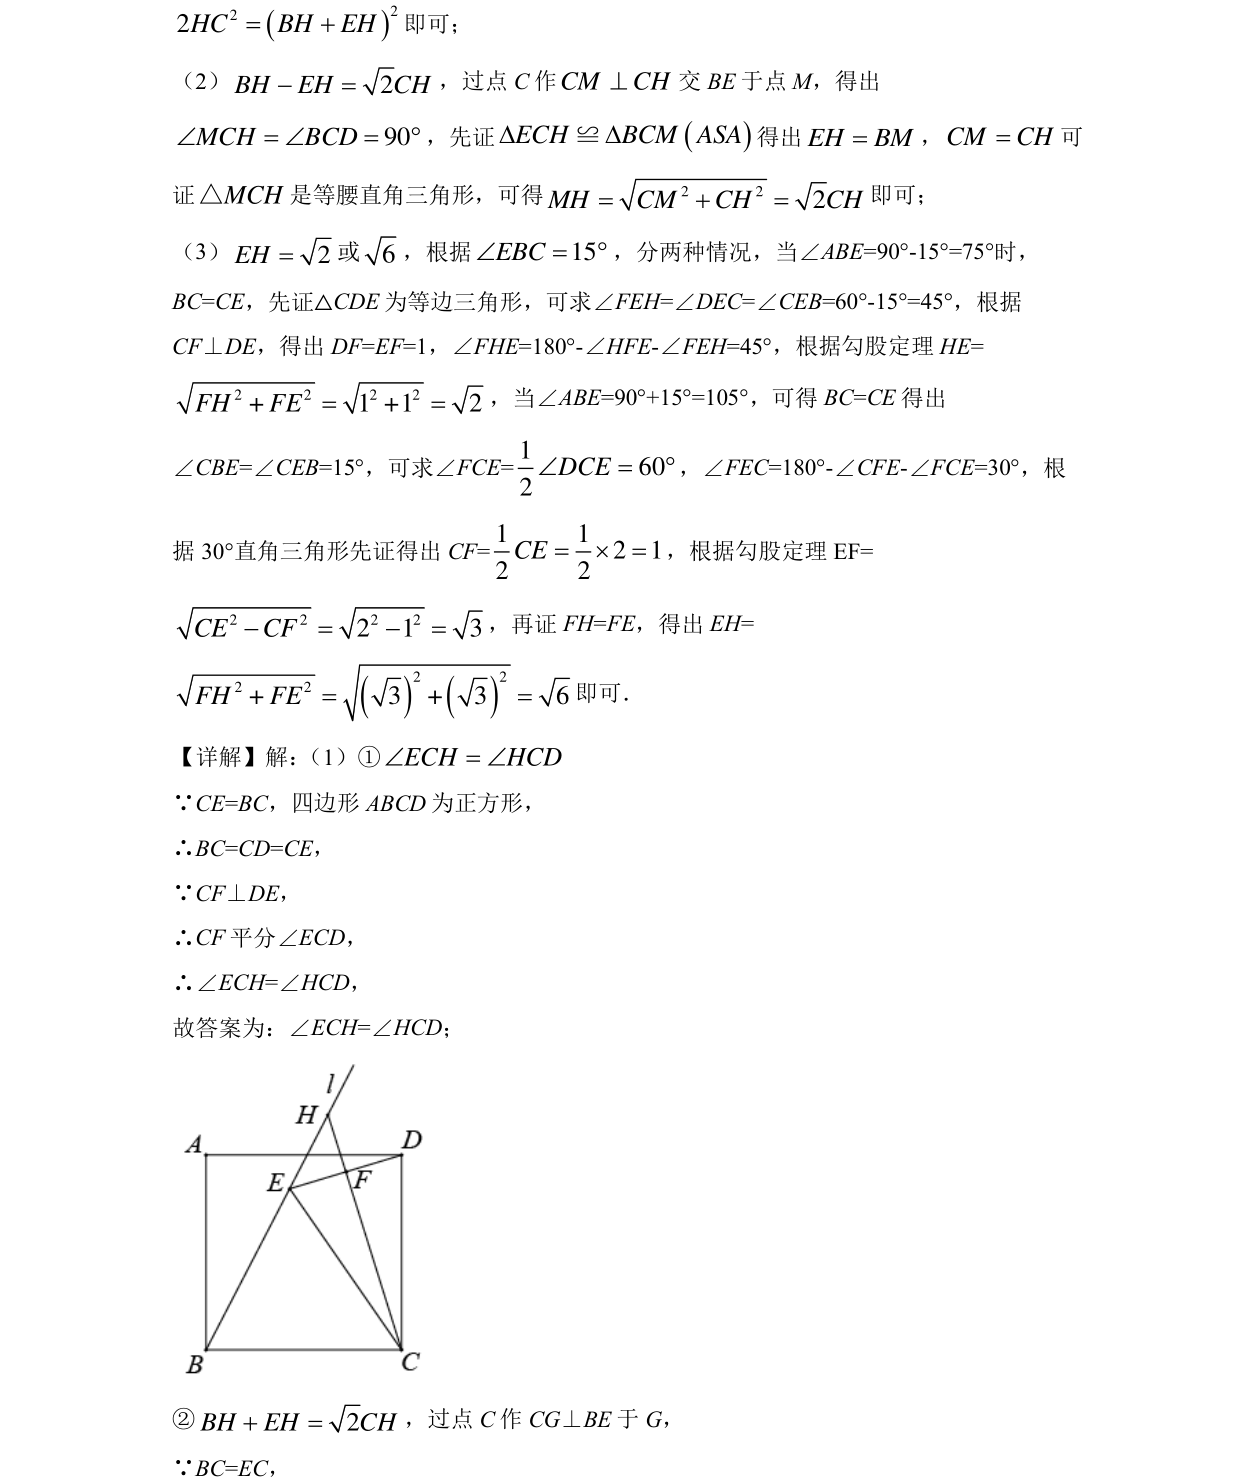 2HC² = (BH + EH)² 即可；
（2）BH − EH = √2CH ，过点 C 作 CM ⊥ CH 交 BE 于点 M，得出
∠MCH = ∠BCD = 90° ，先证 ΔECH ≌ ΔBCM (ASA) 得出 EH = BM ，CM = CH 可
证 △MCH 是等腰直角三角形，可得 MH = √(CM² + CH²) = √2CH 即可；
（3）EH = √2 或 √6 ，根据 ∠EBC = 15° ，分两种情况，当∠ABE=90°-15°=75°时，
BC=CE，先证△CDE 为等边三角形，可求∠FEH=∠DEC=∠CEB=60°-15°=45°，根据
CF⊥DE，得出 DF=EF=1，∠FHE=180°-∠HFE-∠FEH=45°，根据勾股定理 HE=
√(FH² + FE²) = √(1² + 1²) = √2 ，当∠ABE=90°+15°=105°，可得 BC=CE 得出
∠CBE=∠CEB=15°，可求∠FCE= 1/2 ∠DCE = 60° ，∠FEC=180°-∠CFE-∠FCE=30°，根
据 30°直角三角形先证得出 CF= 1/2 CE = 1/2 × 2 = 1 ，根据勾股定理 EF=
√(CE² − CF²) = √(2² − 1²) = √3 ，再证 FH=FE，得出 EH=
√(FH² + FE²) = √((√3)² + (√3)²) = √6 即可．
【详解】解：（1）①∠ECH = ∠HCD
∵CE=BC，四边形 ABCD 为正方形，
∴BC=CD=CE，
∵CF⊥DE，
∴CF 平分∠ECD，
∴∠ECH=∠HCD，
故答案为：∠ECH=∠HCD；
l
H
A
D
E
F
B
C
②BH + EH = √2CH ，过点 C 作 CG⊥BE 于 G，
∵BC=EC，